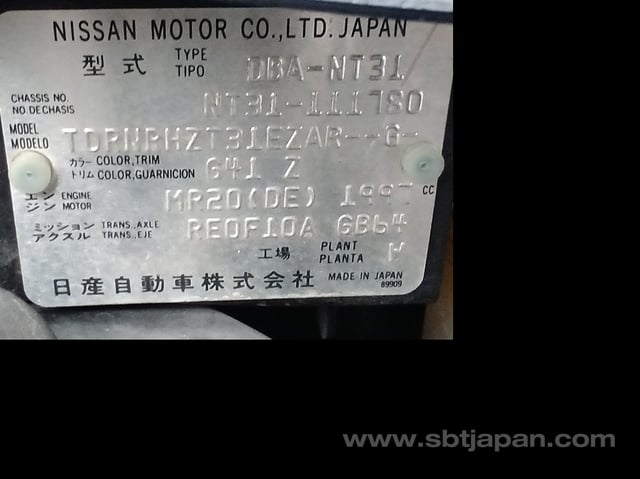 NISSAN MOTOR CO.,LTD. JAPAN
型式 TYPE TIPO DBA-NT31
CHASSIS NO. NO DE CHASIS NT31-111780
MODEL MODELO TDRNRHZT31EZAR--G-
カラー COLOR,TRIM トリム COLOR,GUARNICION G41 Z
エンジン ENGINE MOTOR MR20(DE) 1997 CC
ミッション TRANS.,AXLE アクスル TRANS.,EJE RE0F10A GB64
工場 PLANT PLANTA W
日産自動車株式会社 MADE IN JAPAN
89909
www.sbtjapan.com